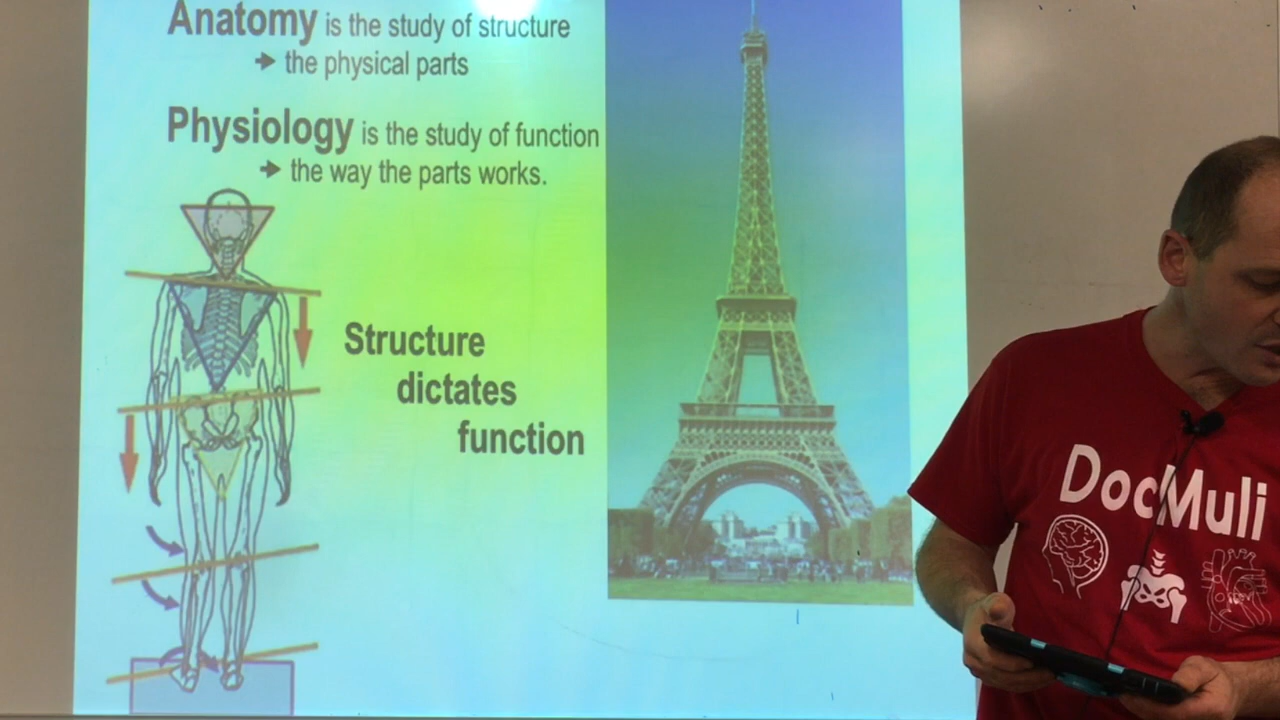 Anatomy is the study of structure
➔ the physical parts
Physiology is the study of function
➔ the way the parts works.
Structure
dictates
function
DocMuli